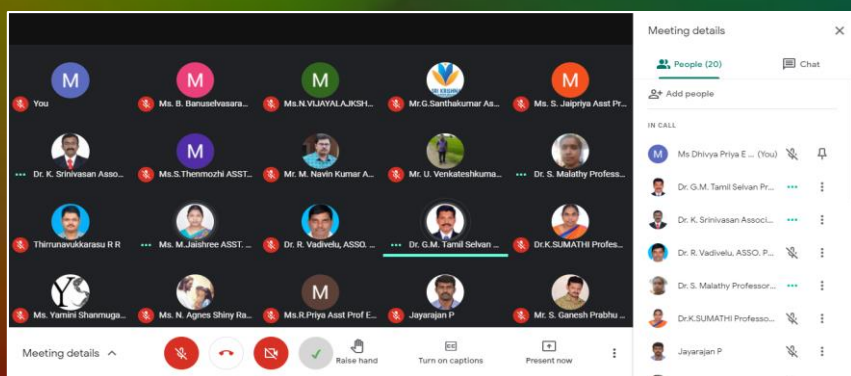 Meeting details
People (20)
Chat
Add people
IN CALL
Ms Dhivya Priya E ... (You)
Dr. G.M. Tamil Selvan Pr...
Dr. K. Srinivasan Associ...
Dr. R. Vadivelu, ASSO. P...
Dr. S. Malathy Professor...
Dr.K.SUMATHI Professo...
Jayarajan P
M
M
M
M
SRI KRISHNA
M
You
Ms. B. Banuselvasara...
Ms.N.VIJAYALAJKSH...
Mr.G.Santhakumar As...
Ms. S. Jaipriya Asst Pr...
M
Dr. K. Srinivasan Asso...
Ms.S.Thenmozhi ASST...
Mr. M. Navin Kumar A...
Mr. U. Venkateshkuma...
Dr. S. Malathy Profess...
Thirrunavukkarasu R R
Ms. M.Jaishree ASST. ...
Dr. R. Vadivelu, ASSO. ...
Dr. G.M. Tamil Selvan ...
Dr.K.SUMATHI Profes...
M
Ms. Yamini Shanmuga...
Ms. N. Agnes Shiny Ra...
Ms.R.Priya Asst Prof E...
Jayarajan P
Mr. S. Ganesh Prabhu ...
Meeting details
Raise hand
Turn on captions
Present now